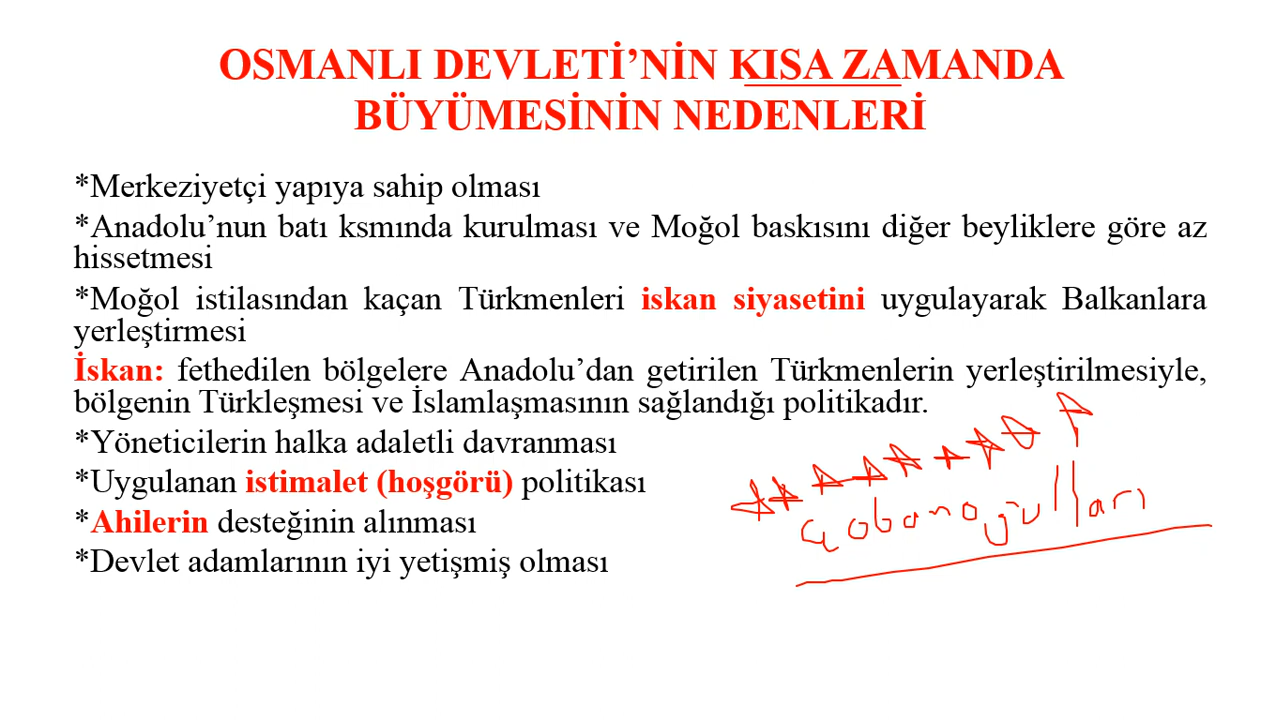 OSMANLI DEVLETİ’NİN KISA ZAMANDA
BÜYÜMESİNİN NEDENLERİ
*Merkeziyetçi yapıya sahip olması
*Anadolu’nun batı ksmında kurulması ve Moğol baskısını diğer beyliklere göre az
hissetmesi
*Moğol istilasından kaçan Türkmenleri iskan siyasetini uygulayarak Balkanlara
yerleştirmesi
İskan: fethedilen bölgelere Anadolu’dan getirilen Türkmenlerin yerleştirilmesiyle,
bölgenin Türkleşmesi ve İslamlaşmasının sağlandığı politikadır.
*Yöneticilerin halka adaletli davranması
*Uygulanan istimalet (hoşgörü) politikası
*Ahilerin desteğinin alınması
çobanoğulları
*Devlet adamlarının iyi yetişmiş olması